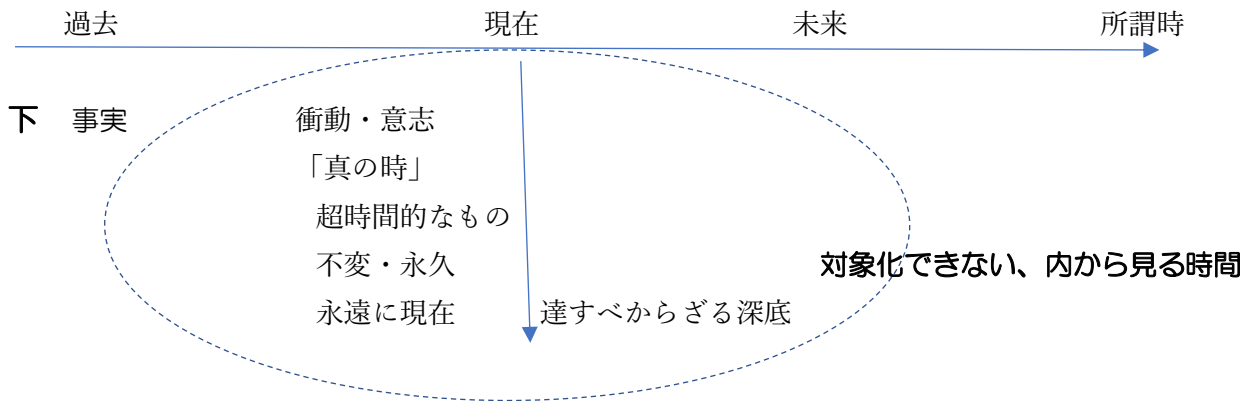 過去 現在 未来 所謂時
下 事実 衝動・意志
「真の時」
超時間的なもの
不変・永久 対象化できない、内から見る時間
永遠に現在 達すべからざる深底